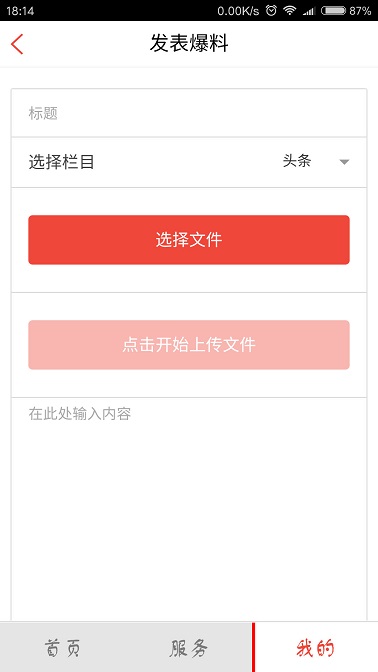 18:14 0.00K/s 87%
发表爆料
标题
选择栏目 头条
选择文件
点击开始上传文件
在此处输入内容
首页 服务 我的